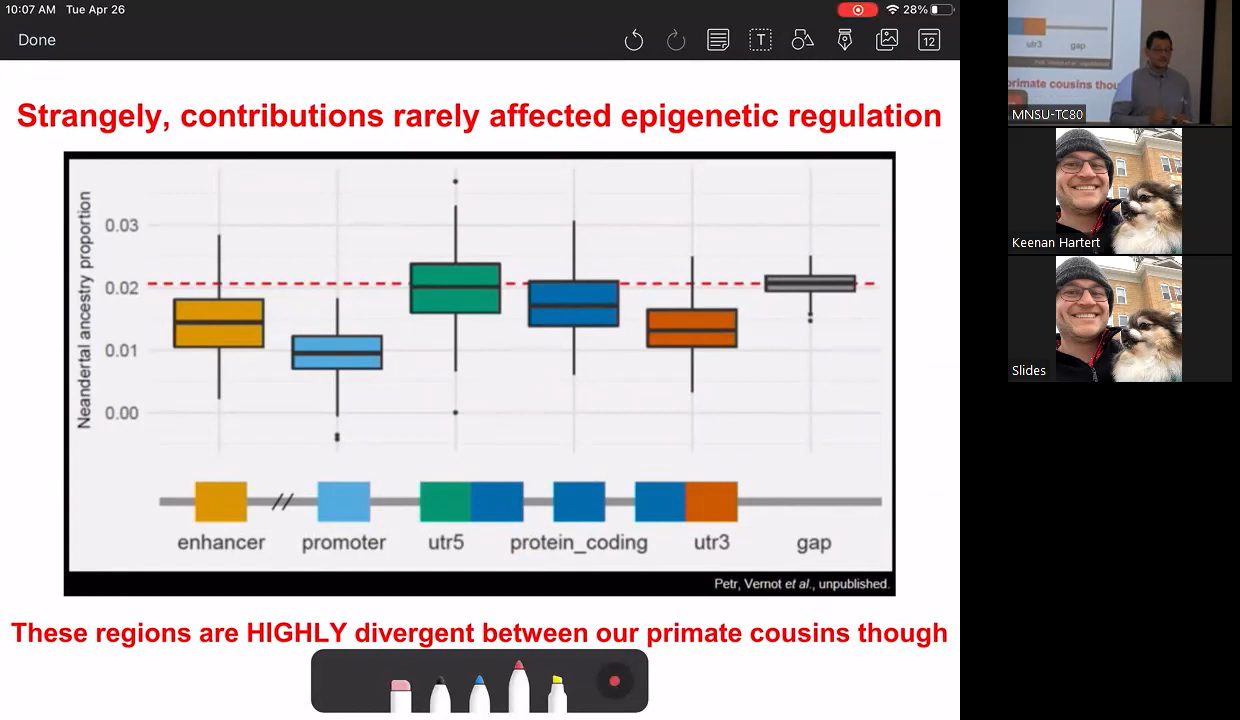 10:07 AM Tue Apr 26
28%
Done
12
Strangely, contributions rarely affected epigenetic regulation
Neandertal ancestry proportion
0.03
0.02
0.01
0.00
enhancer promoter utr5 protein_coding utr3 gap
Petr, Vernot et al., unpublished.
These regions are HIGHLY divergent between our primate cousins though
utr3 gap
primate cousins thou
MNSU-TC80
Keenan Hartert
Slides